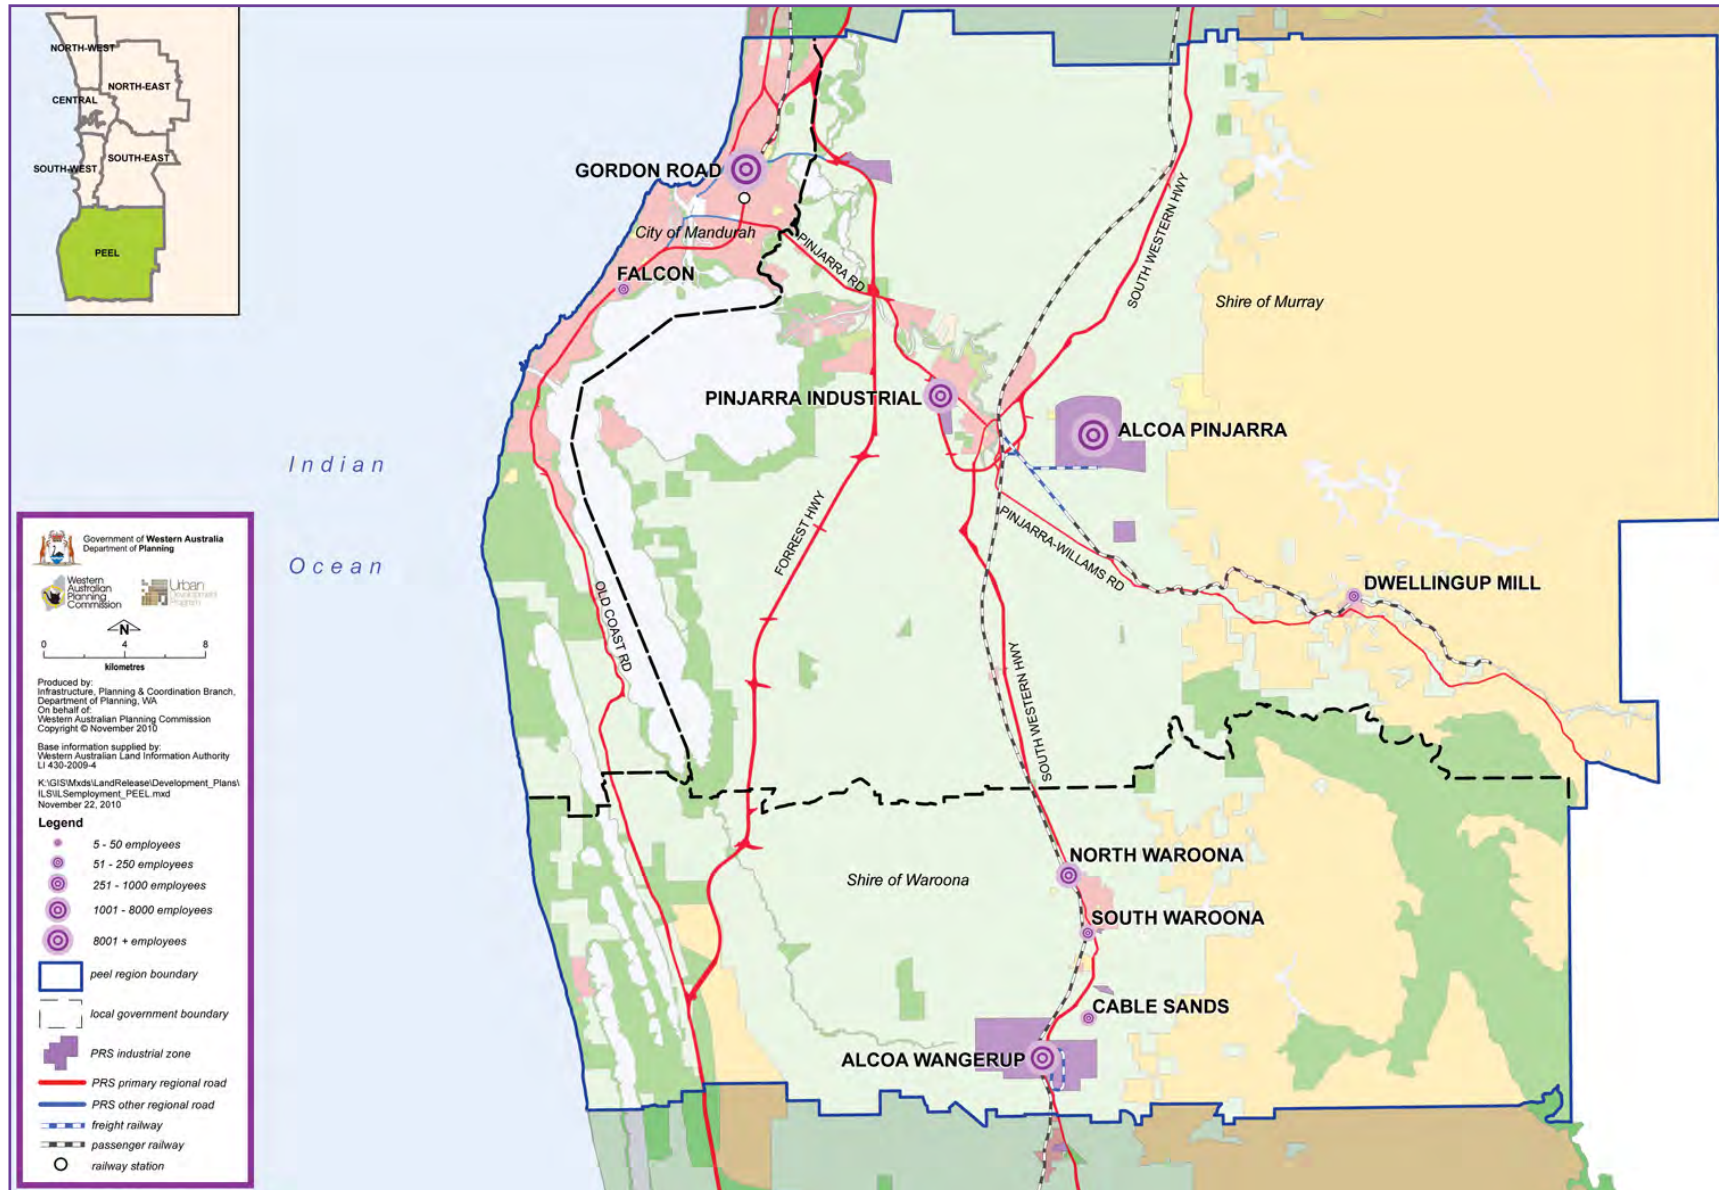 NORTH-WEST
NORTH-EAST
CENTRAL
SOUTH-EAST
SOUTH-WEST
PEEL
GORDON ROAD
City of Mandurah
FALCON
PINJARRA RD
SOUTH WESTERN HWY
Shire of Murray
PINJARRA INDUSTRIAL
ALCOA PINJARRA
Indian
Ocean
FORREST HWY
OLD COAST RD
PINJARRA-WILLAMS RD
DWELLINGUP MILL
SOUTH WESTERN HWY
NORTH WAROONA
Shire of Waroona
SOUTH WAROONA
CABLE SANDS
ALCOA WANGERUP
Government of Western Australia
Department of Planning
Western
Australian
Planning
Commission
Urban
Development
Program
N
0 4 8
kilometres
Produced by:
Infrastructure, Planning & Coordination Branch,
Department of Planning, WA
On behalf of:
Western Australian Planning Commission
Copyright © November 2010
Base information supplied by:
Western Australian Land Information Authority
LI 430-2009-4
K:\GIS\Mxds\LandRelease\Development_Plans\
ILS\ILSemployment_PEEL.mxd
November 22, 2010
Legend
5 - 50 employees
51 - 250 employees
251 - 1000 employees
1001 - 8000 employees
8001 + employees
peel region boundary
local government boundary
PRS industrial zone
PRS primary regional road
PRS other regional road
freight railway
passenger railway
railway station